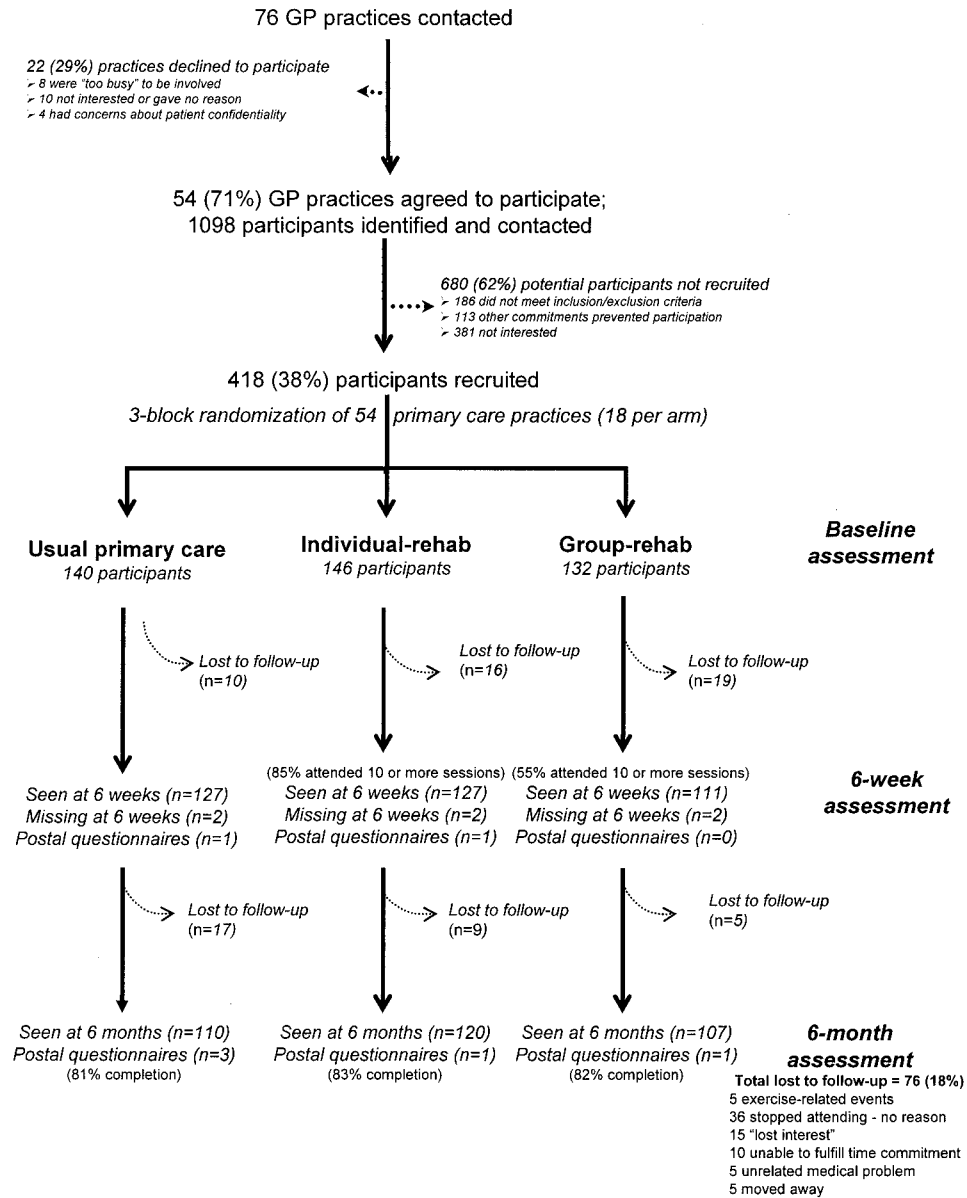 76 GP practices contacted
22 (29%) practices declined to participate
➢ 8 were "too busy" to be involved
➢ 10 not interested or gave no reason
➢ 4 had concerns about patient confidentiality
54 (71%) GP practices agreed to participate;
1098 participants identified and contacted
680 (62%) potential participants not recruited
➢ 186 did not meet inclusion/exclusion criteria
➢ 113 other commitments prevented participation
➢ 381 not interested
418 (38%) participants recruited
3-block randomization of 54 primary care practices (18 per arm)
Baseline
assessment
Usual primary care
140 participants
Individual-rehab
146 participants
Group-rehab
132 participants
Lost to follow-up
(n=10)
Lost to follow-up
(n=16)
Lost to follow-up
(n=19)
6-week
assessment
Seen at 6 weeks (n=127)
Missing at 6 weeks (n=2)
Postal questionnaires (n=1)
(85% attended 10 or more sessions)
Seen at 6 weeks (n=127)
Missing at 6 weeks (n=2)
Postal questionnaires (n=1)
(55% attended 10 or more sessions)
Seen at 6 weeks (n=111)
Missing at 6 weeks (n=2)
Postal questionnaires (n=0)
Lost to follow-up
(n=17)
Lost to follow-up
(n=9)
Lost to follow-up
(n=5)
Seen at 6 months (n=110)
Postal questionnaires (n=3)
(81% completion)
Seen at 6 months (n=120)
Postal questionnaires (n=1)
(83% completion)
Seen at 6 months (n=107)
Postal questionnaires (n=1)
(82% completion)
6-month
assessment
Total lost to follow-up = 76 (18%)
5 exercise-related events
36 stopped attending - no reason
15 "lost interest"
10 unable to fulfill time commitment
5 unrelated medical problem
5 moved away